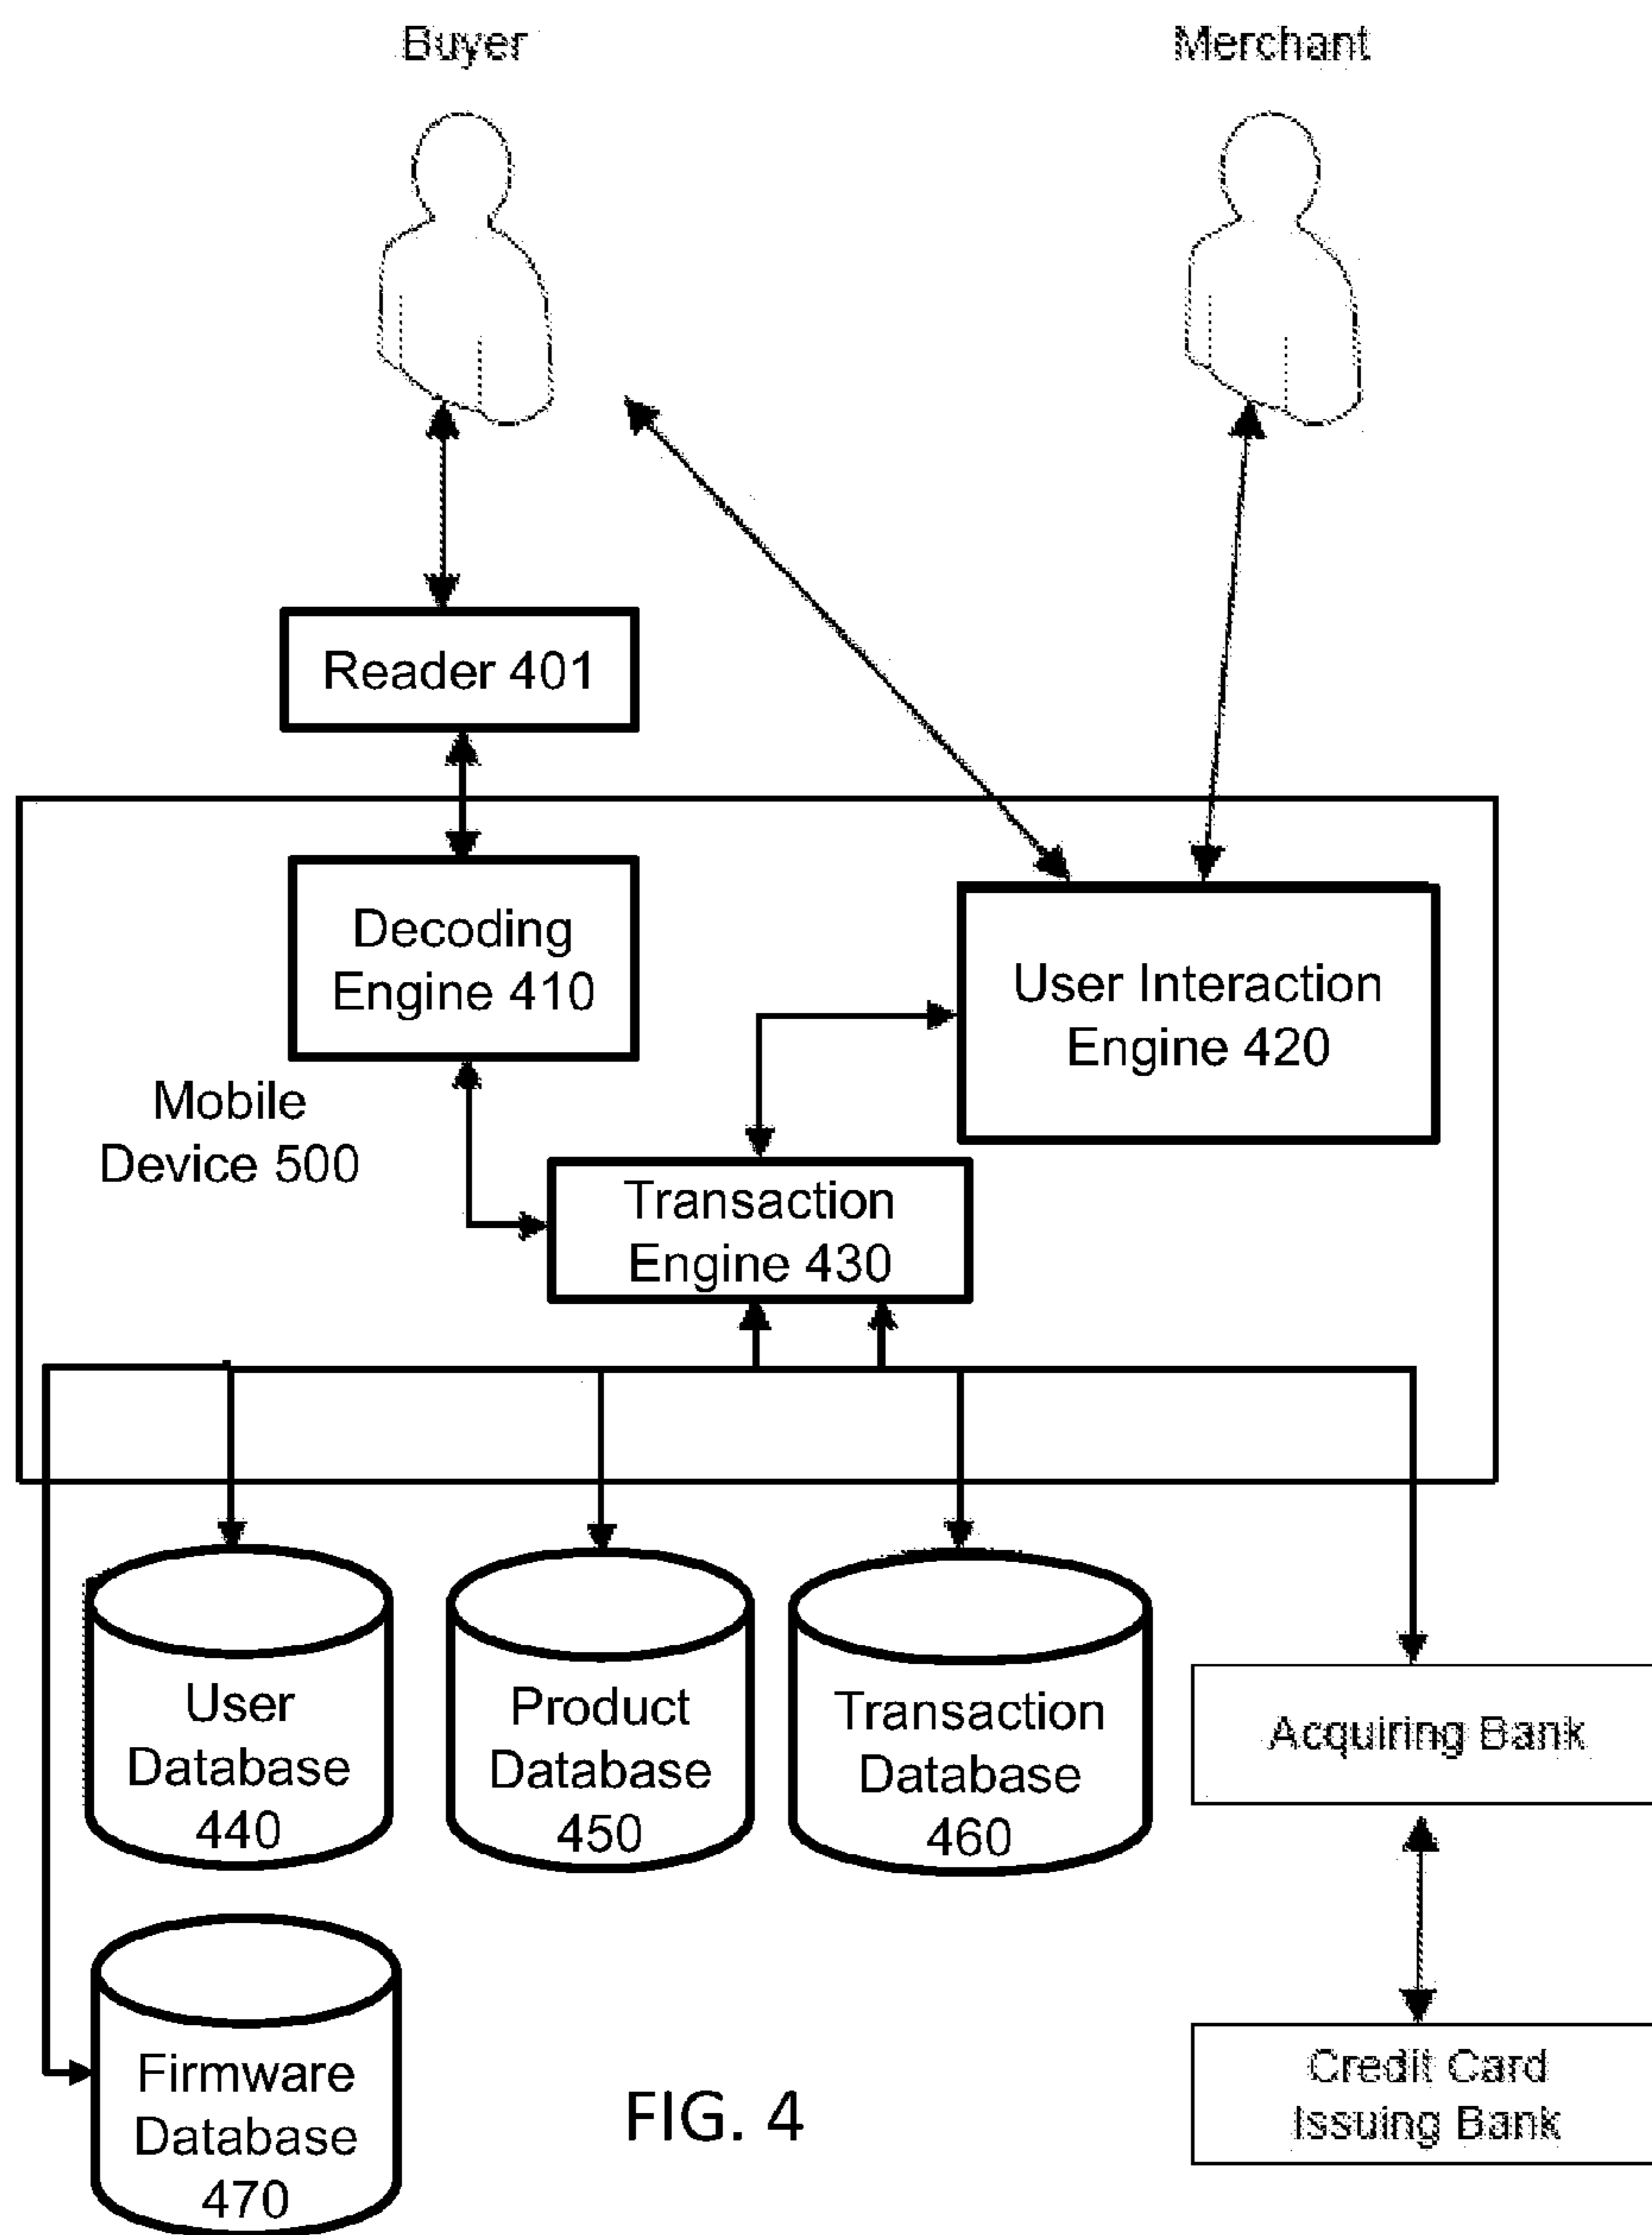 Buyer
Merchant
Reader 401
Decoding
Engine 410
User Interaction
Engine 420
Mobile
Device 500
Transaction
Engine 430
User
Database
440
Product
Database
450
Transaction
Database
460
Acquiring Bank
Firmware
Database
470
FIG. 4
Credit Card
Issuing Bank